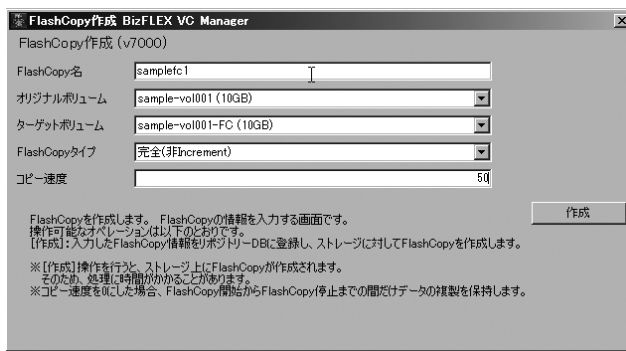 FlashCopy作成 BizFLEX VC Manager
FlashCopy作成 (v7000)
FlashCopy名 samplefc1
オリジナルボリューム sample-vol001 (10GB)
ターゲットボリューム sample-vol001-FC (10GB)
FlashCopyタイプ 完全(非Increment)
コピー速度 50
作成
FlashCopyを作成します。 FlashCopyの情報を入力する画面です。
操作可能なオペレーションは以下のとおりです。
[作成]：入力したFlashCopy情報をリポジトリーDBに登録し、ストレージに対してFlashCopyを作成します。
※[作成]操作を行うと、ストレージ上にFlashCopyが作成されます。
そのため、処理に時間がかかることがあります。
※コピー速度を0にした場合、FlashCopy開始からFlashCopy停止までの間だけデータの複製を保持します。